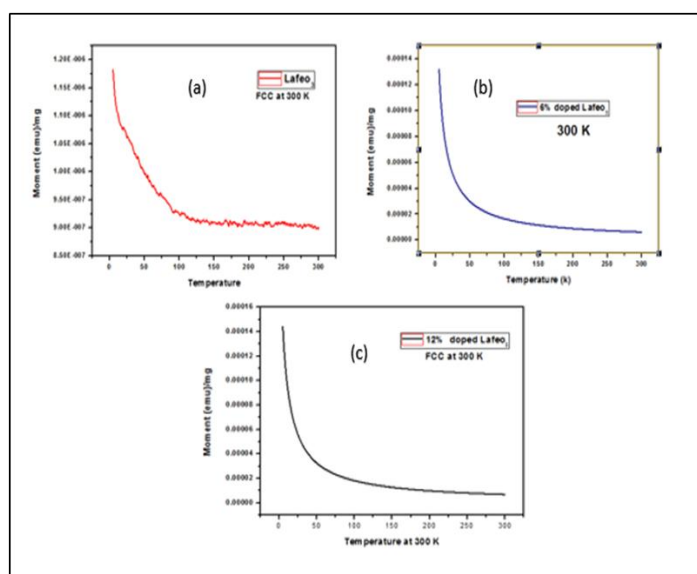 (a)
Lafeo3
FCC at 300 K
1.20E-006
1.15E-006
1.10E-006
1.05E-006
1.00E-006
9.50E-007
9.00E-007
8.50E-007
Moment (emu)/mg
0 50 100 150 200 250 300
Temperature
(b)
6% doped Lafeo3
300 K
0.00014
0.00012
0.00010
0.00008
0.00006
0.00004
0.00002
0.00000
Moment (emu)/mg
0 50 100 150 200 250 300
Temperature (k)
(c)
12% doped Lafeo3
FCC at 300 K
0.00016
0.00014
0.00012
0.00010
0.00008
0.00006
0.00004
0.00002
0.00000
Moment (emu)/mg
0 50 100 150 200 250 300
Temperature at 300 K